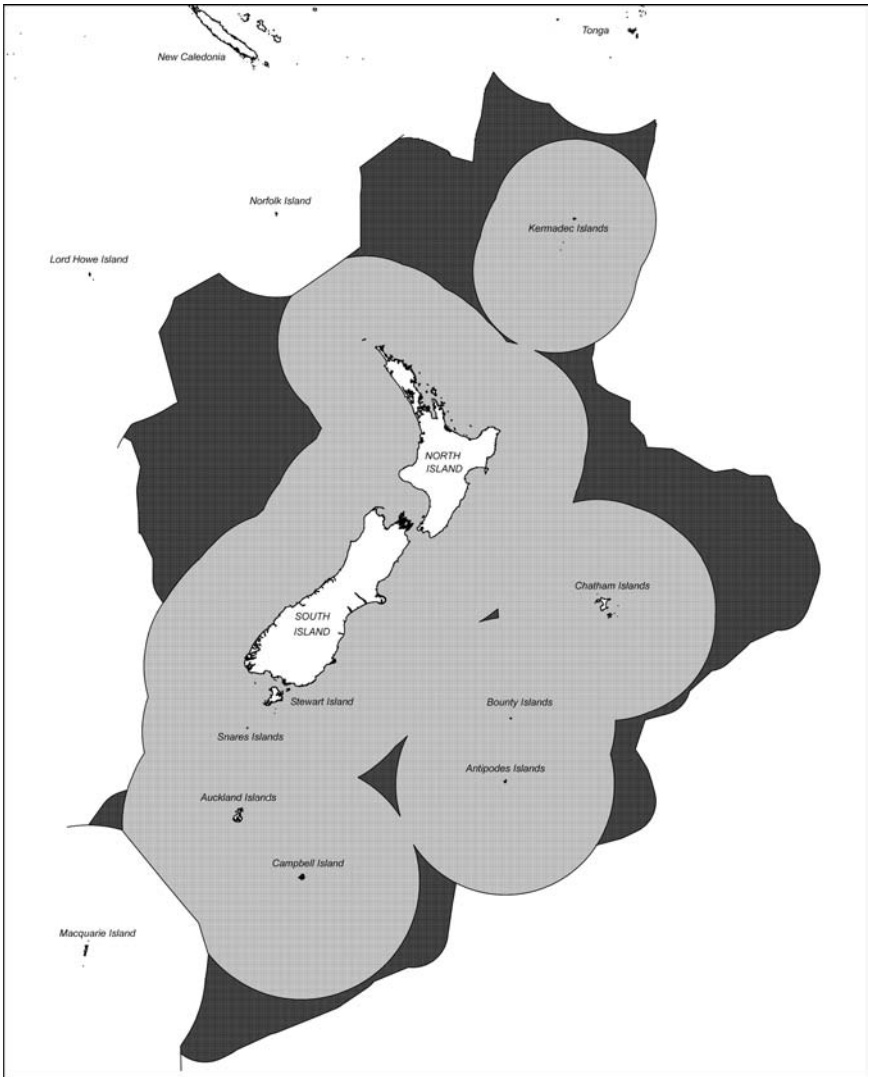 New Caledonia
Tonga
Norfolk Island
Kermadec Islands
Lord Howe Island
NORTH
ISLAND
Chatham Islands
SOUTH
ISLAND
Stewart Island
Bounty Islands
Snares Islands
Antipodes Islands
Auckland Islands
Campbell Island
Macquarie Island